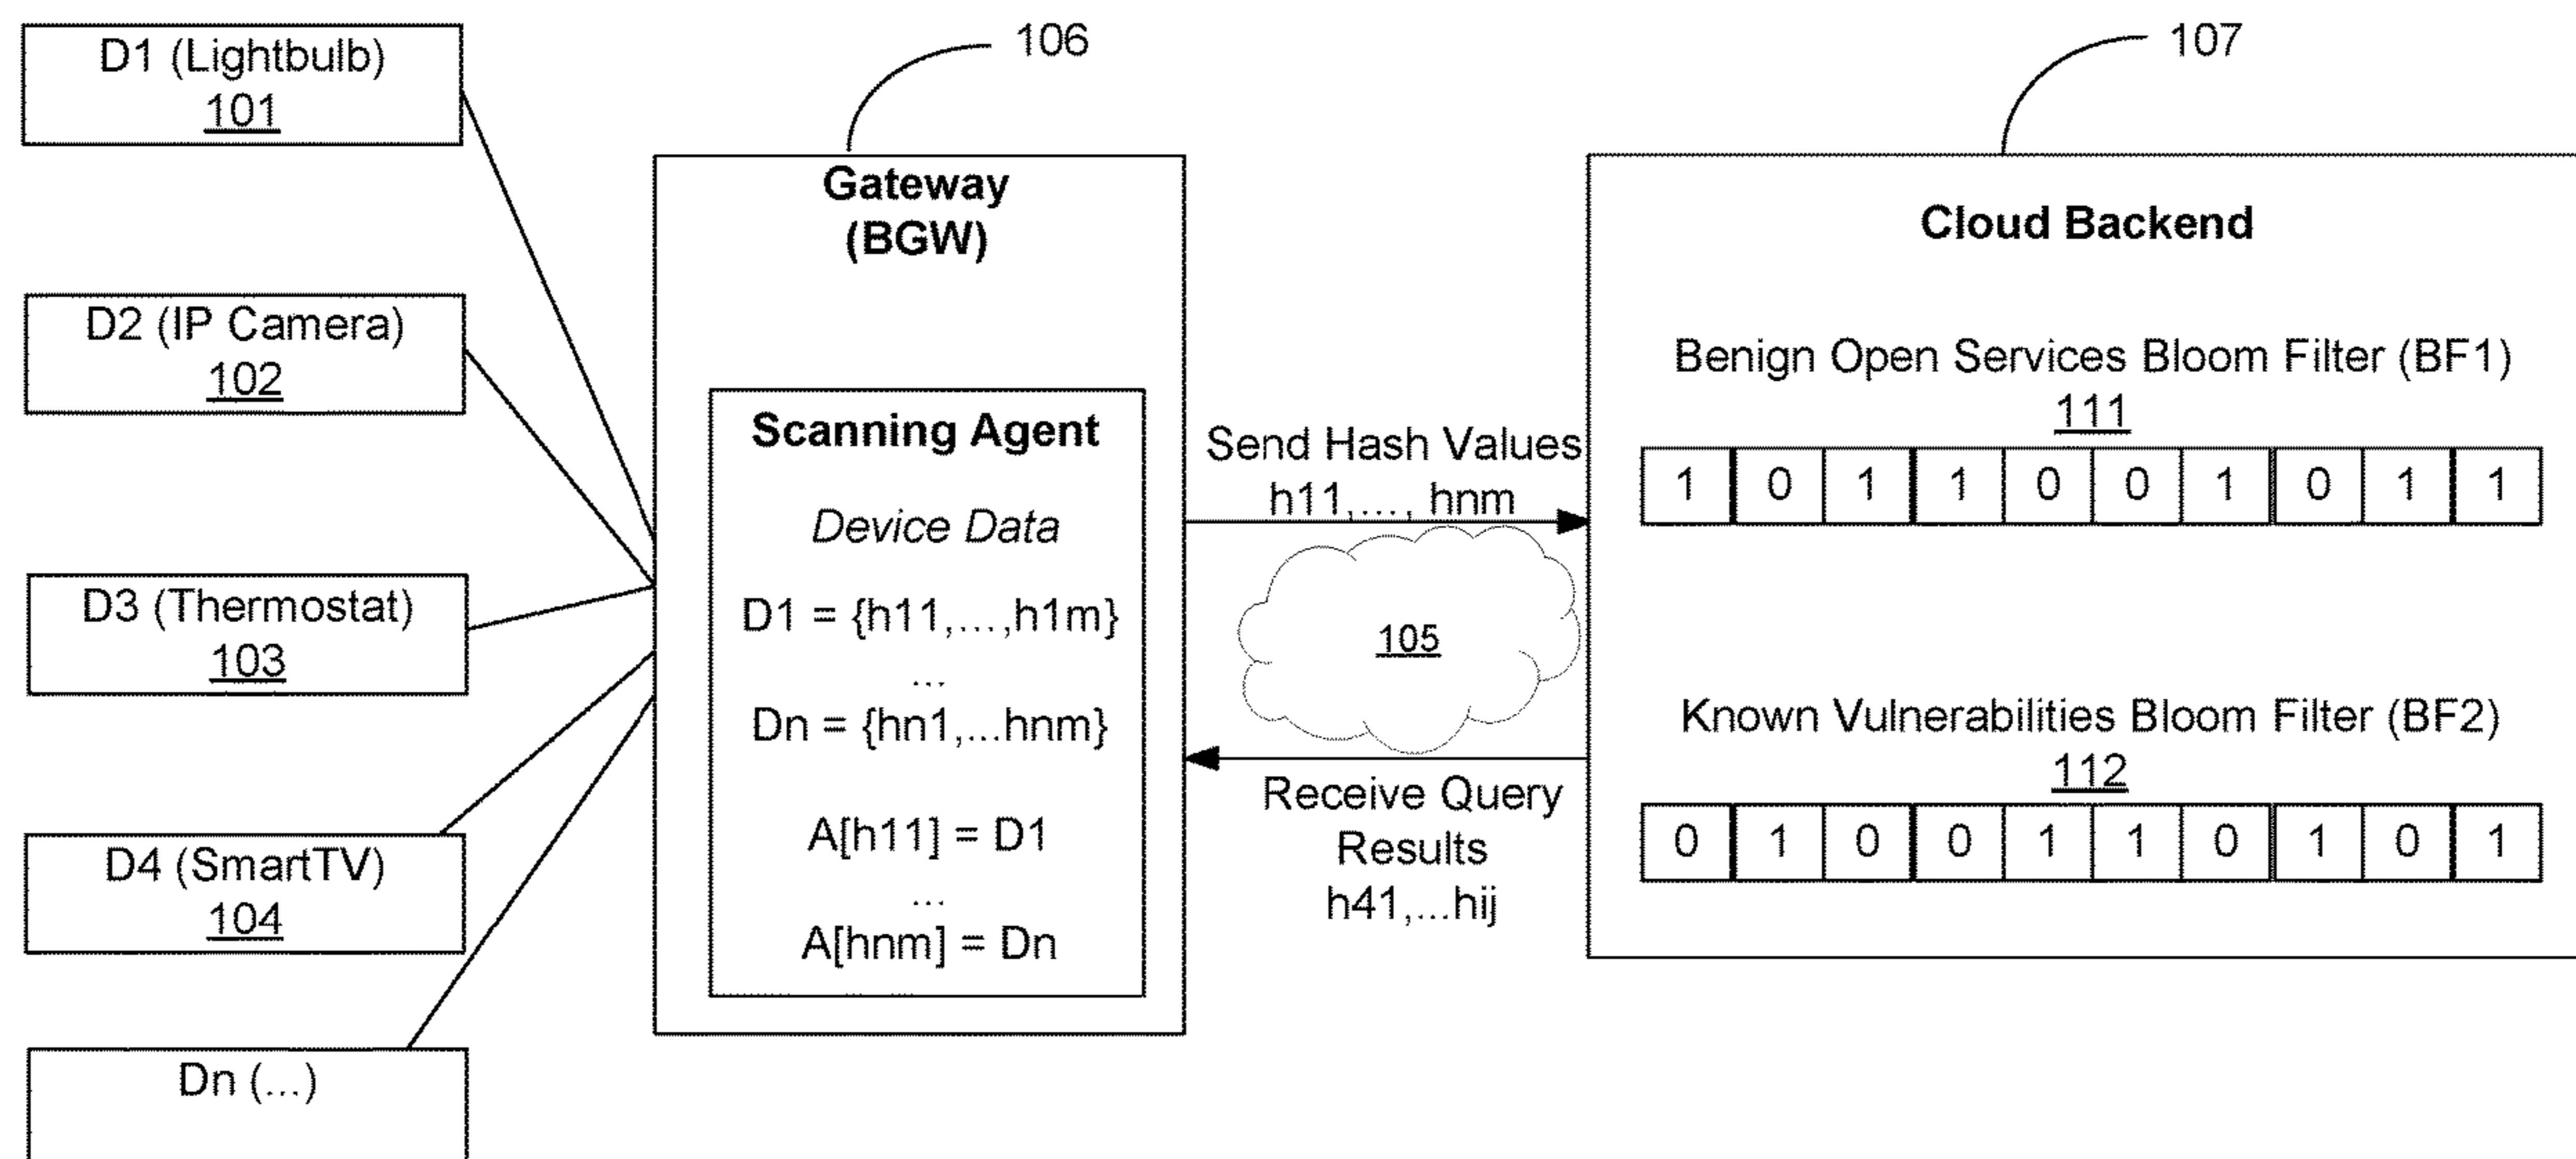 D1 (Lightbulb)
101
D2 (IP Camera)
102
D3 (Thermostat)
103
D4 (SmartTV)
104
Dn (...)
106
Gateway
(BGW)
Scanning Agent
Device Data
D1 = {h11,...,h1m}
...
Dn = {hn1,...hnm}
A[h11] = D1
...
A[hnm] = Dn
Send Hash Values
h11,..., hnm
105
Receive Query
Results
h41,...hij
107
Cloud Backend
Benign Open Services Bloom Filter (BF1)
111
1 0 1 1 0 0 1 0 1 1
Known Vulnerabilities Bloom Filter (BF2)
112
0 1 0 0 1 1 0 1 0 1